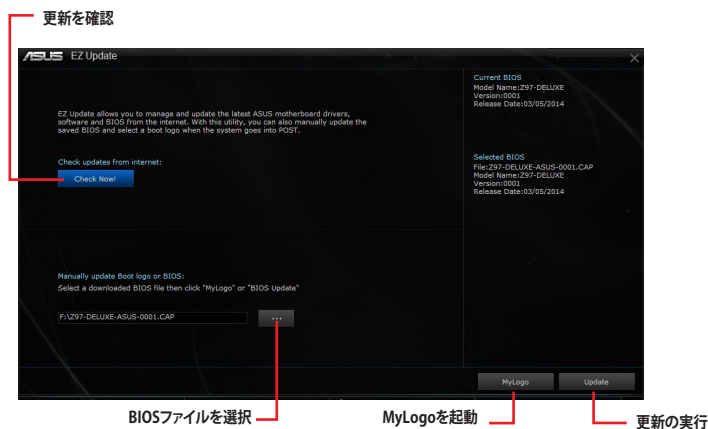 更新を確認
ASUS EZ Update
EZ Update allows you to manage and update the latest ASUS motherboard drivers,
software and BIOS from the internet. With this utility, you can also manually update the
saved BIOS and select a boot logo when the system goes into POST.
Check updates from internet:
Check Now!
Manually update Boot logo or BIOS:
Select a downloaded BIOS file then click "MyLogo" or "BIOS Update"
F:\Z97-DELUXE-ASUS-0001.CAP
...
Current BIOS
Model Name:Z97-DELUXE
Version:0001
Release Date:03/05/2014
Selected BIOS
File:Z97-DELUXE-ASUS-0001.CAP
Model Name:Z97-DELUXE
Version:0001
Release Date:03/05/2014
MyLogo
Update
BIOSファイルを選択
MyLogoを起動
更新の実行